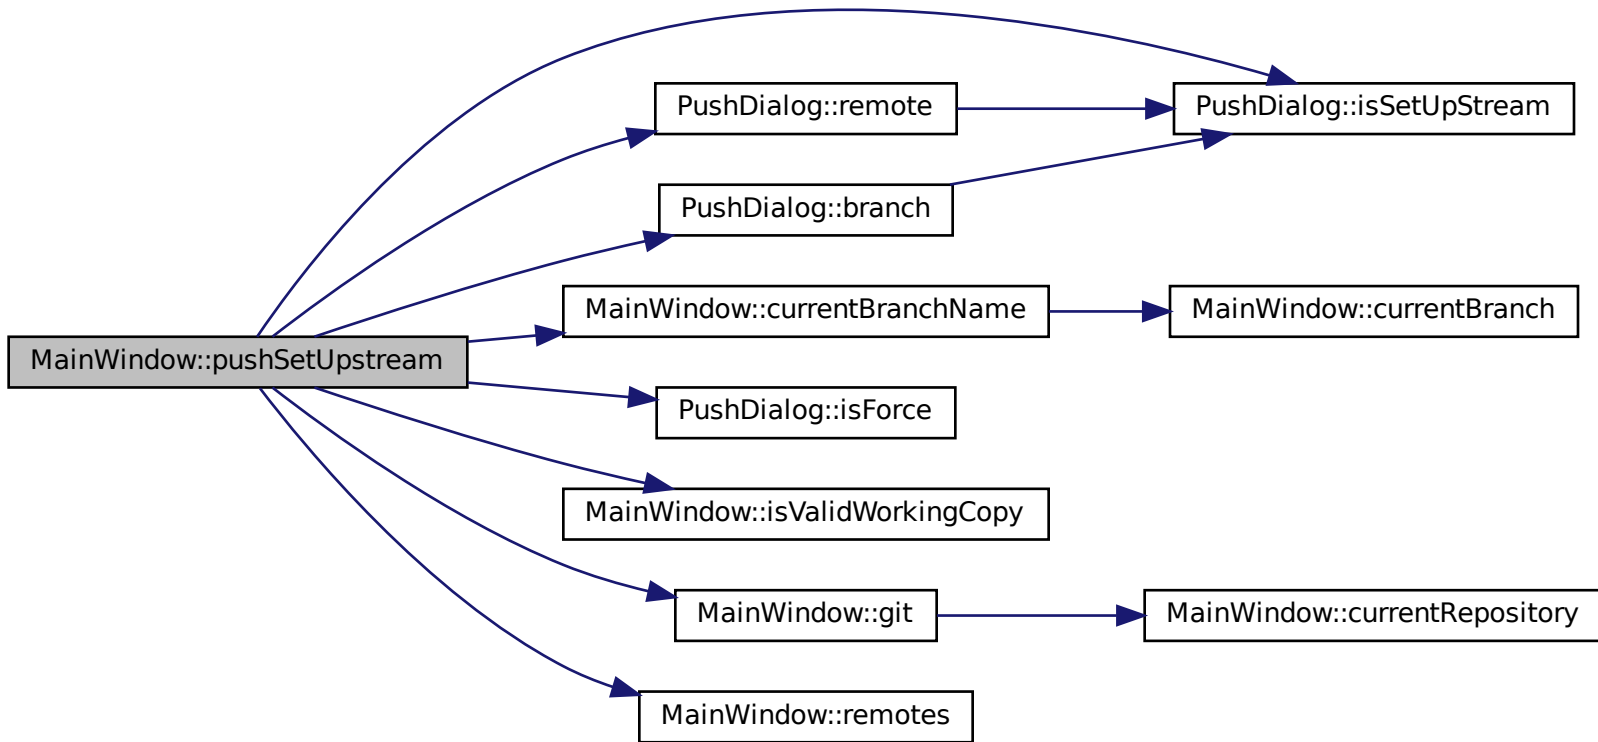 PushDialog::remote
PushDialog::isSetUpStream
PushDialog::branch
MainWindow::currentBranchName
MainWindow::currentBranch
MainWindow::pushSetUpstream
PushDialog::isForce
MainWindow::isValidWorkingCopy
MainWindow::git
MainWindow::currentRepository
MainWindow::remotes